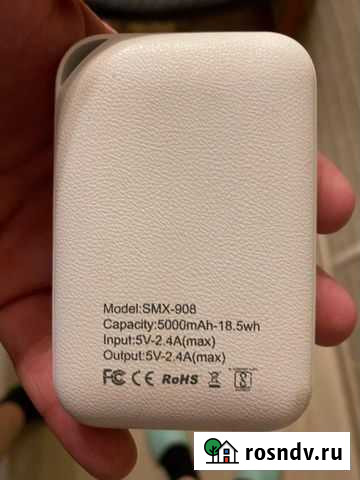 Model:SMX-908
Capacity:5000mAh-18.5wh
Input:5V-2.4A(max)
Output:5V-2.4A(max)
FC CE RoHS
rosndv.ru